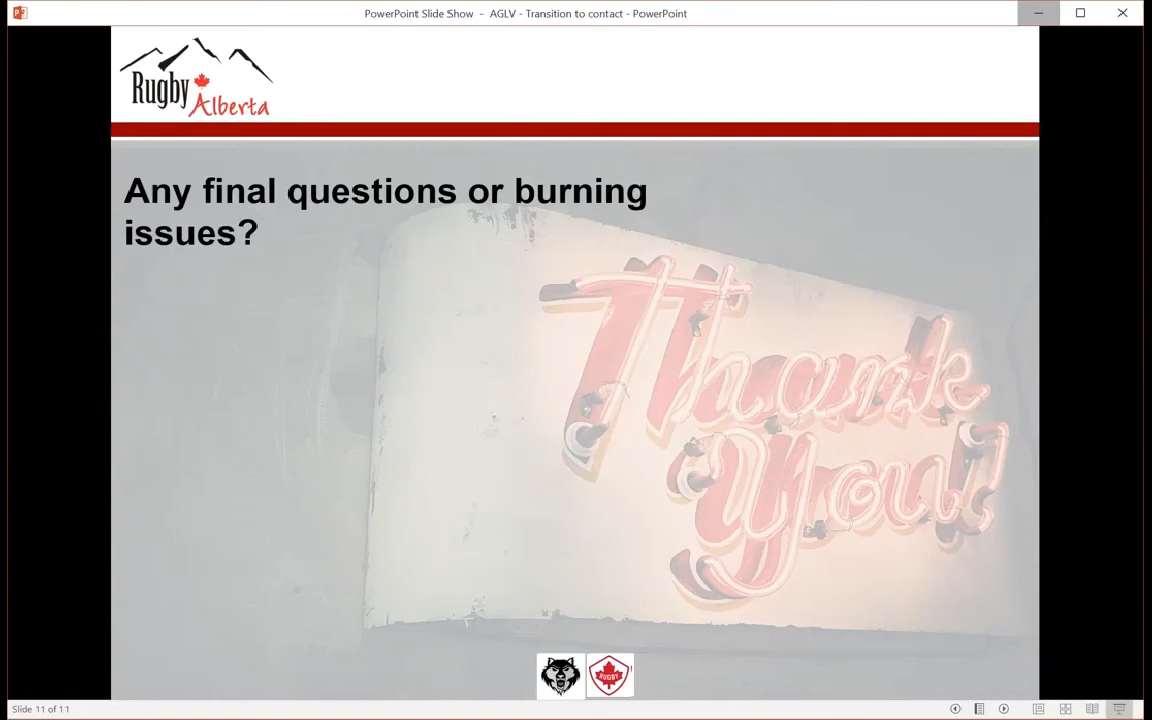 PowerPoint Slide Show - AGLV - Transition to contact - PowerPoint
Rugby
Alberta
Any final questions or burning
issues?
Thank
You!
RUGBY
Slide 11 of 11